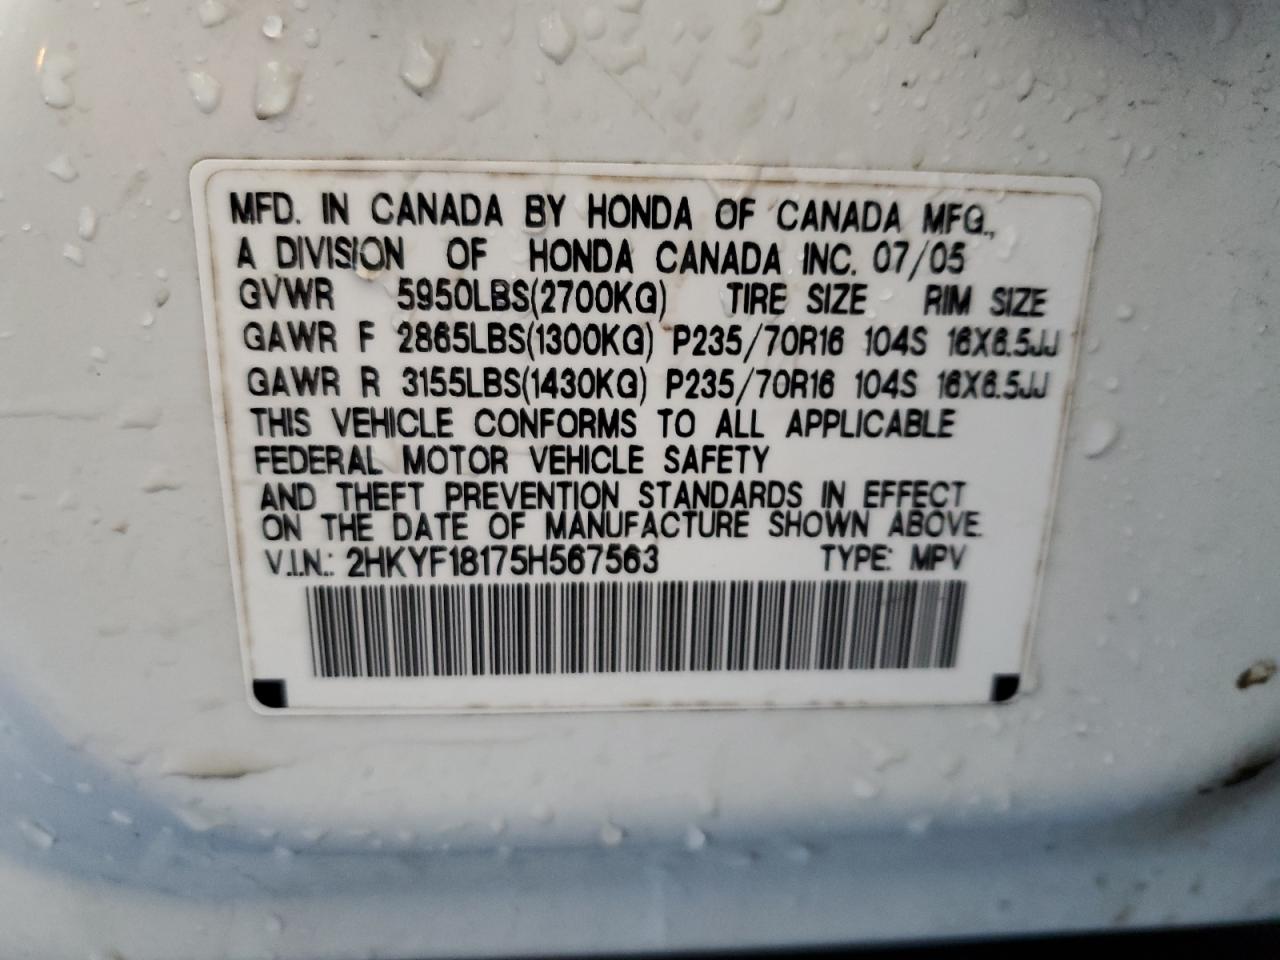 MFD. IN CANADA BY HONDA OF CANADA MFG.,
A DIVISION OF HONDA CANADA INC. 07/05
GVWR 5950LBS(2700KG) TIRE SIZE RIM SIZE
GAWR F 2865LBS(1300KG) P235/70R16 104S 16X6.5JJ
GAWR R 3155LBS(1430KG) P235/70R16 104S 16X6.5JJ
THIS VEHICLE CONFORMS TO ALL APPLICABLE
FEDERAL MOTOR VEHICLE SAFETY
AND THEFT PREVENTION STANDARDS IN EFFECT
ON THE DATE OF MANUFACTURE SHOWN ABOVE.
V.I.N.: 2HKYF18175H567563 TYPE: MPV